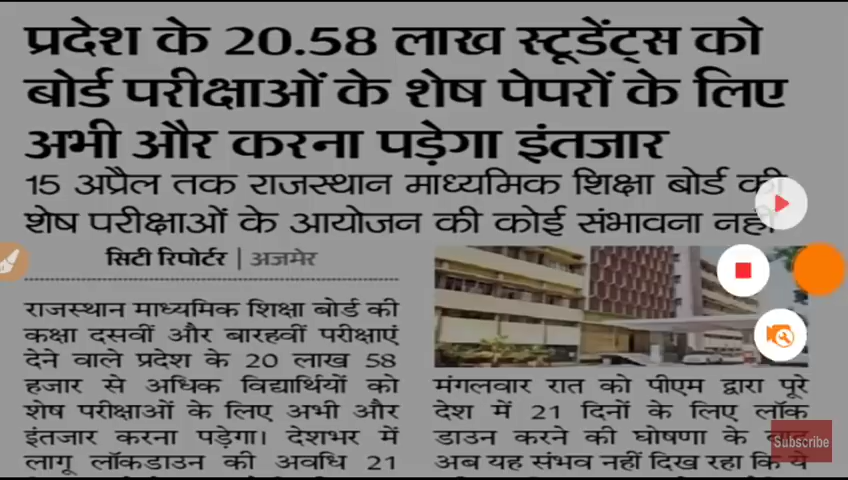 प्रदेश के 20.58 लाख स्टूडेंट्स को
बोर्ड परीक्षाओं के शेष पेपरों के लिए
अभी और करना पड़ेगा इंतजार
15 अप्रैल तक राजस्थान माध्यमिक शिक्षा बोर्ड की
शेष परीक्षाओं के आयोजन की कोई संभावना नहीं
सिटी रिपोर्टर | अजमेर
राजस्थान माध्यमिक शिक्षा बोर्ड की
कक्षा दसवीं और बारहवीं परीक्षाएं
देने वाले प्रदेश के 20 लाख 58
हजार से अधिक विद्यार्थियों को
शेष परीक्षाओं के लिए अभी और
इंतजार करना पड़ेगा। देशभर में
लागू लॉकडाउन की अवधि 21
मंगलवार रात को पीएम द्वारा पूरे
देश में 21 दिनों के लिए लॉक
डाउन करने की घोषणा के
अब यह संभव नहीं दिख रहा कि ये
Subscribe